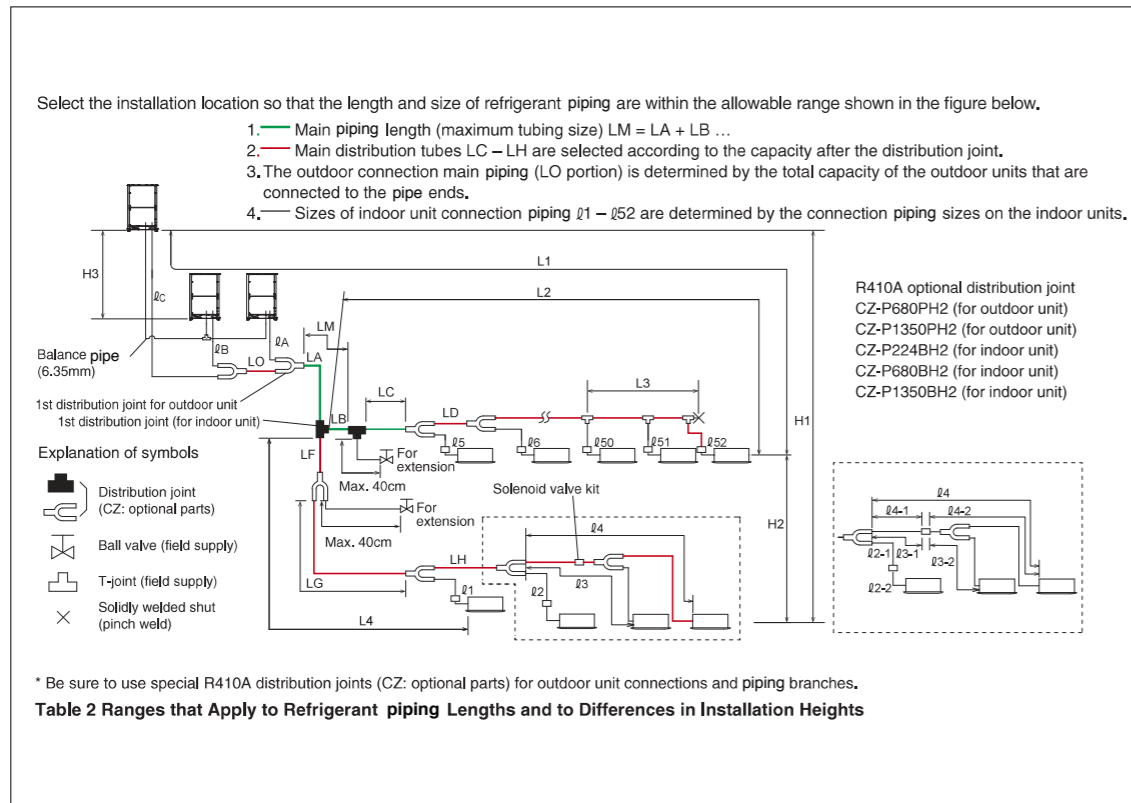 Select the installation location so that the length and size of refrigerant piping are within the allowable range shown in the figure below.
1. Main piping length (maximum tubing size) LM = LA + LB ...
2. Main distribution tubes LC – LH are selected according to the capacity after the distribution joint.
3. The outdoor connection main piping (LO portion) is determined by the total capacity of the outdoor units that are
connected to the pipe ends.
4. Sizes of indoor unit connection piping ℓ1 – ℓ52 are determined by the connection piping sizes on the indoor units.
H3
L1
L2
ℓC
LM
ℓA
ℓB
LO
LA
Balance pipe
(6.35mm)
LC
L3
H1
R410A optional distribution joint
CZ-P680PH2 (for outdoor unit)
CZ-P1350PH2 (for outdoor unit)
CZ-P224BH2 (for indoor unit)
CZ-P680BH2 (for indoor unit)
CZ-P1350BH2 (for indoor unit)
1st distribution joint for outdoor unit
1st distribution joint (for indoor unit)
LB
LD
ℓ5
ℓ6
ℓ50
ℓ51
ℓ52
LF
For
extension
Max. 40cm
Explanation of symbols
Distribution joint
(CZ: optional parts)
Ball valve (field supply)
T-joint (field supply)
Solidly welded shut
(pinch weld)
For
extension
Max. 40cm
Solenoid valve kit
H2
LG
LH
ℓ1
ℓ4
ℓ3
ℓ2
L4
ℓ4
ℓ4-1
ℓ4-2
ℓ2-1
ℓ3-1
ℓ3-2
ℓ2-2
* Be sure to use special R410A distribution joints (CZ: optional parts) for outdoor unit connections and piping branches.
Table 2 Ranges that Apply to Refrigerant piping Lengths and to Differences in Installation Heights